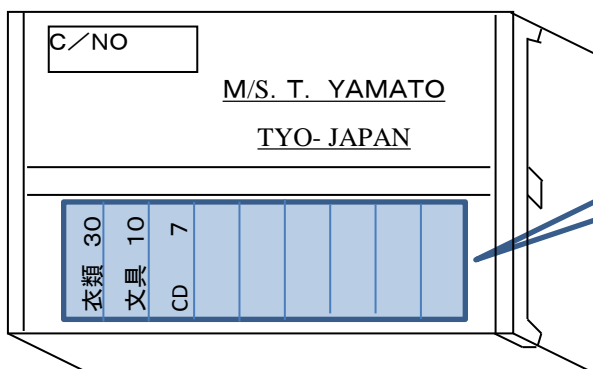 C／NO
M/S. T. YAMATO
TYO- JAPAN
衣類 30
文具 10
CD 7